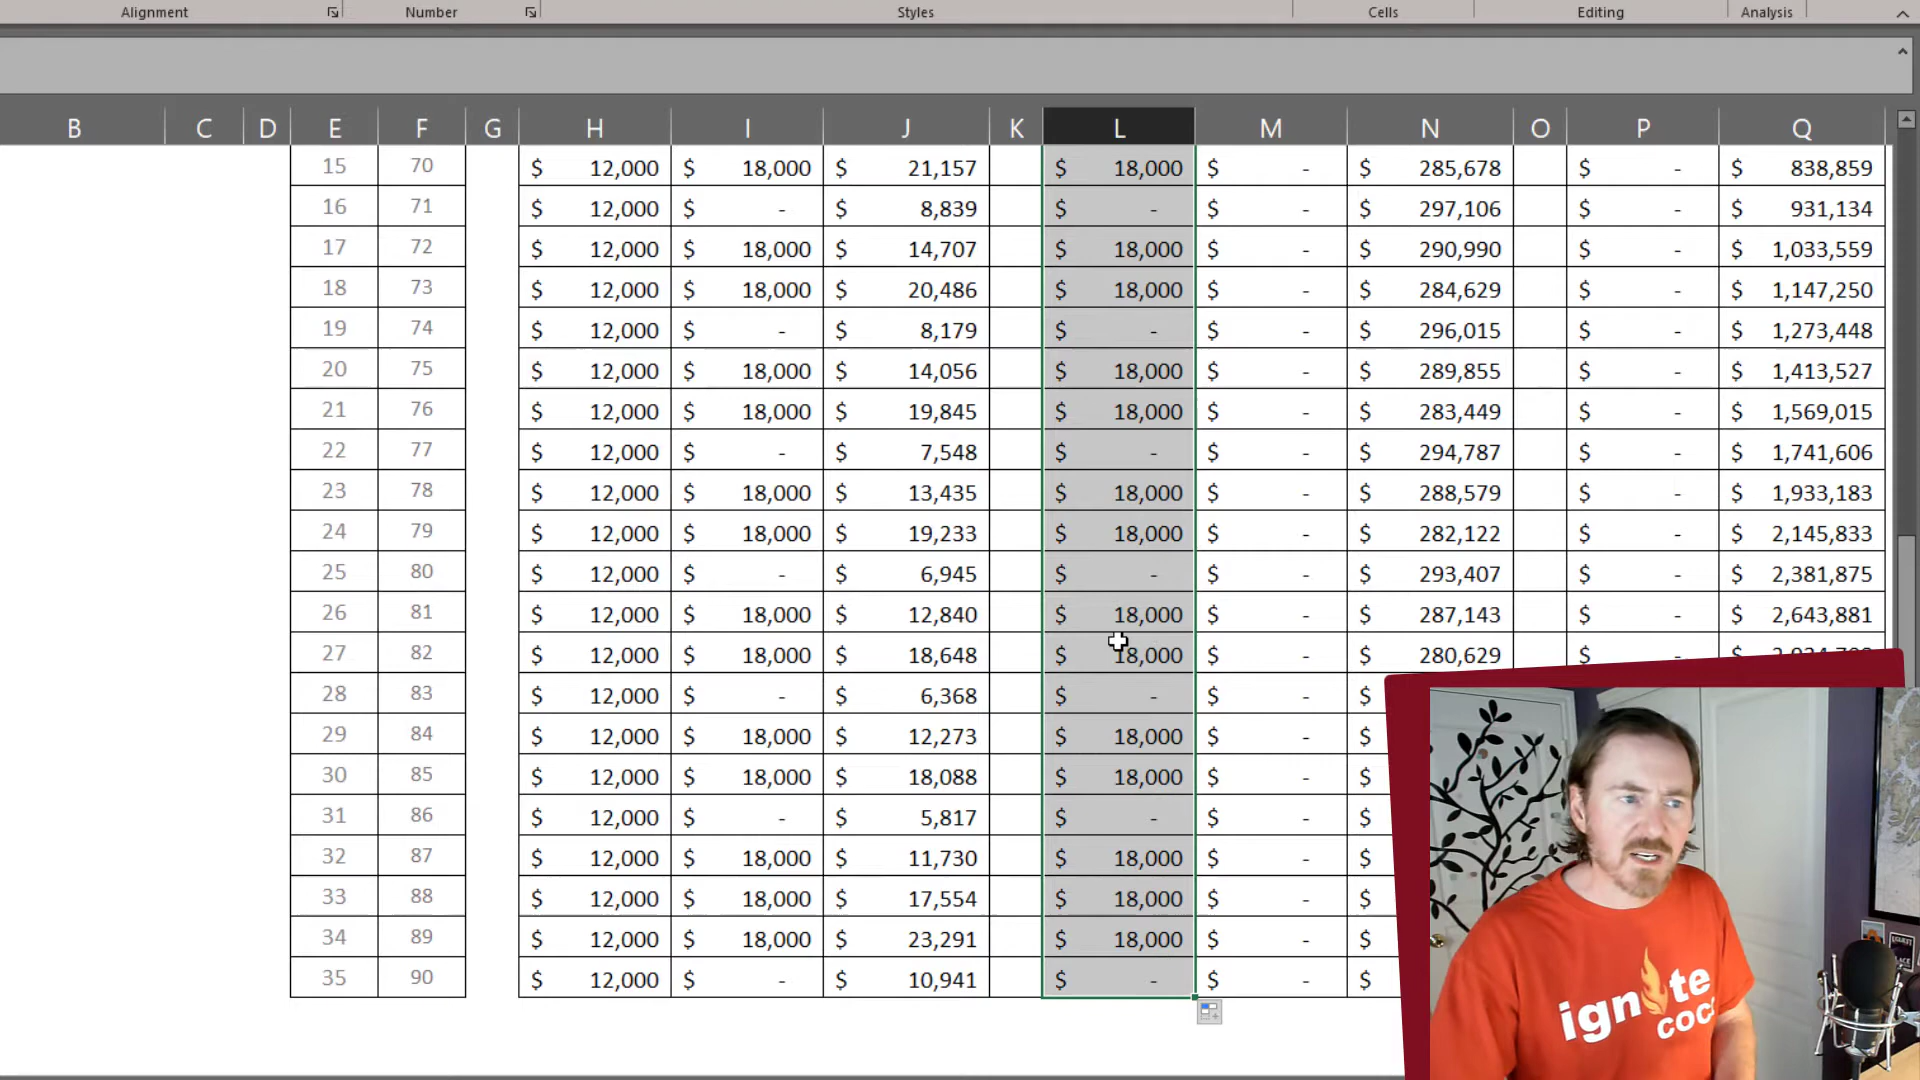 Alignment Number Styles Cells Editing Analysis
B C D E F G H I J K L M N O P Q
15 70 $ 12,000 $ 18,000 $ 21,157 $ 18,000 $ - $ 285,678 $ - $ 838,859
16 71 $ 12,000 $ - $ 8,839 $ - $ - $ 297,106 $ - $ 931,134
17 72 $ 12,000 $ 18,000 $ 14,707 $ 18,000 $ - $ 290,990 $ - $ 1,033,559
18 73 $ 12,000 $ 18,000 $ 20,486 $ 18,000 $ - $ 284,629 $ - $ 1,147,250
19 74 $ 12,000 $ - $ 8,179 $ - $ - $ 296,015 $ - $ 1,273,448
20 75 $ 12,000 $ 18,000 $ 14,056 $ 18,000 $ - $ 289,855 $ - $ 1,413,527
21 76 $ 12,000 $ 18,000 $ 19,845 $ 18,000 $ - $ 283,449 $ - $ 1,569,015
22 77 $ 12,000 $ - $ 7,548 $ - $ - $ 294,787 $ - $ 1,741,606
23 78 $ 12,000 $ 18,000 $ 13,435 $ 18,000 $ - $ 288,579 $ - $ 1,933,183
24 79 $ 12,000 $ 18,000 $ 19,233 $ 18,000 $ - $ 282,122 $ - $ 2,145,833
25 80 $ 12,000 $ - $ 6,945 $ - $ - $ 293,407 $ - $ 2,381,875
26 81 $ 12,000 $ 18,000 $ 12,840 $ 18,000 $ - $ 287,143 $ - $ 2,643,881
27 82 $ 12,000 $ 18,000 $ 18,648 $ 18,000 $ - $ 280,629 $ - $
28 83 $ 12,000 $ - $ 6,368 $ - $ - $
29 84 $ 12,000 $ 18,000 $ 12,273 $ 18,000 $ - $
30 85 $ 12,000 $ 18,000 $ 18,088 $ 18,000 $ - $
31 86 $ 12,000 $ - $ 5,817 $ - $ - $
32 87 $ 12,000 $ 18,000 $ 11,730 $ 18,000 $ - $
33 88 $ 12,000 $ 18,000 $ 17,554 $ 18,000 $ - $
34 89 $ 12,000 $ 18,000 $ 23,291 $ 18,000 $ - $
35 90 $ 12,000 $ - $ 10,941 $ - $ - $
ignite
coc